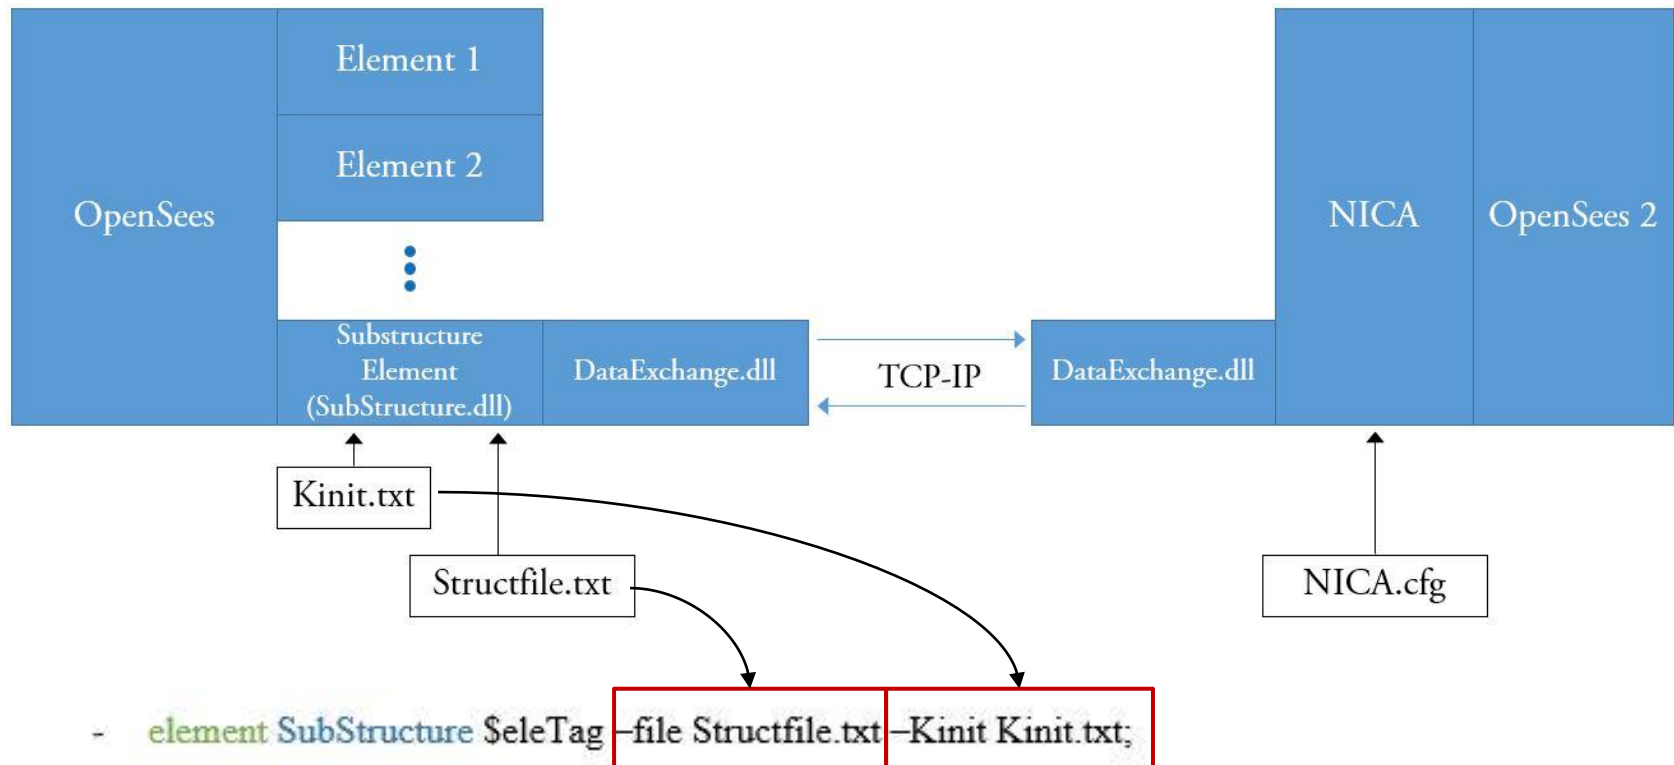 Element 1
Element 2
OpenSees
NICA
OpenSees 2
Substructure
Element
(SubStructure.dll)
DataExchange.dll
TCP-IP
DataExchange.dll
Kinit.txt
Structfile.txt
NICA.cfg
- element SubStructure $eleTag –file Structfile.txt –Kinit Kinit.txt;